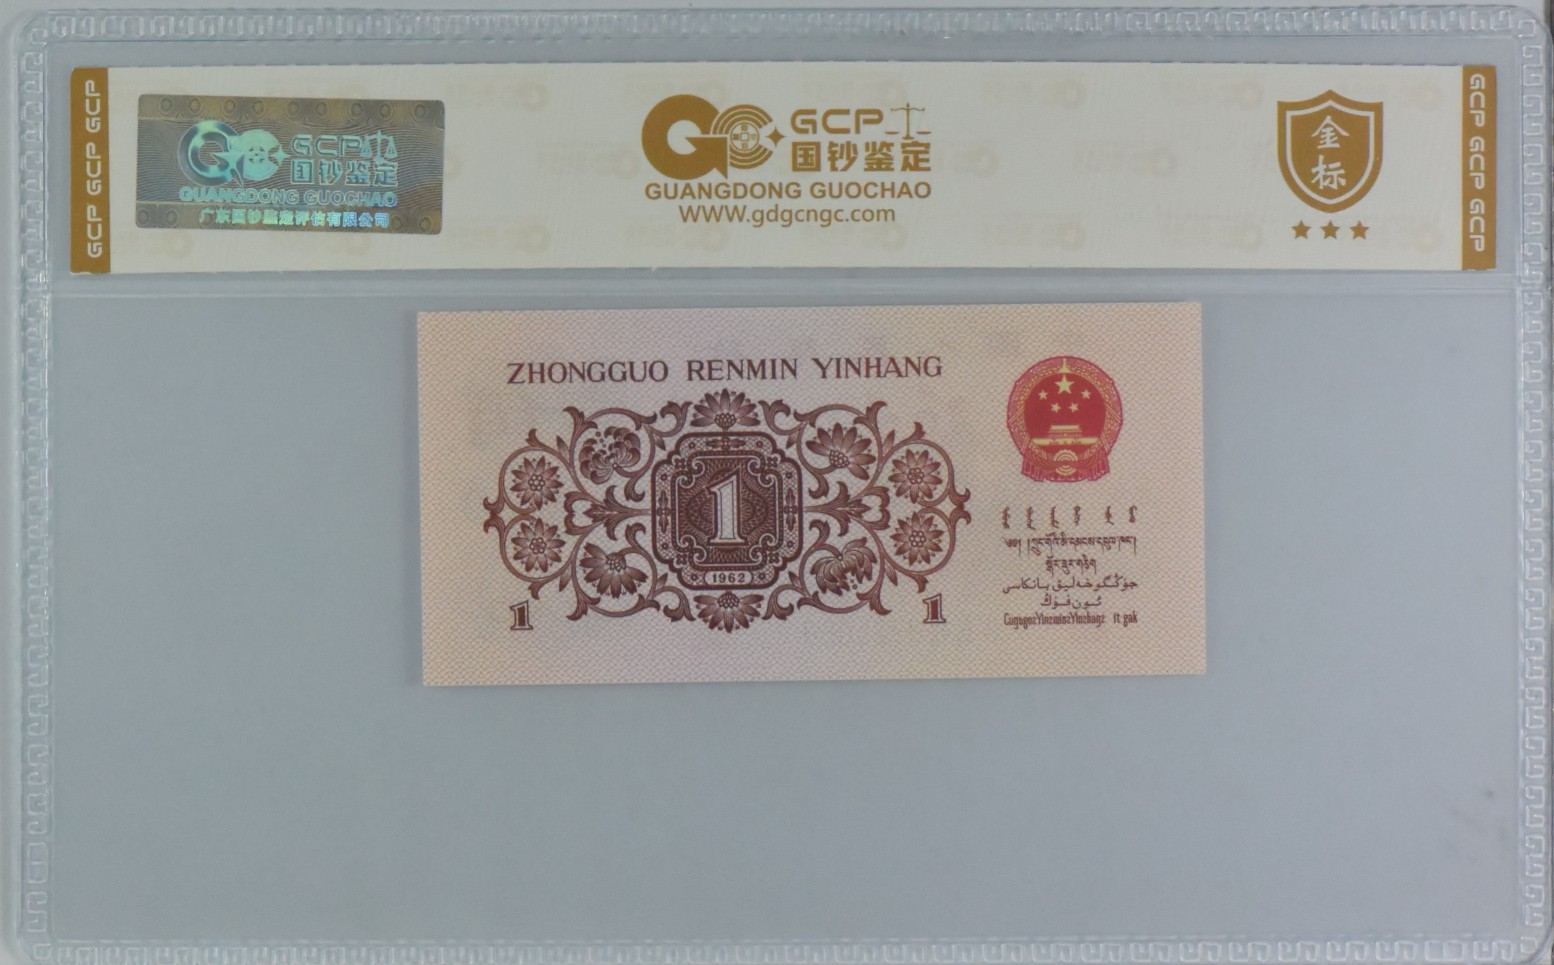 GCP GCP GCP
GCP
国钞鉴定
GUANGDONG GUOCHAO
广东国钞鉴定评估有限公司
GCP
国钞鉴定
GUANGDONG GUOCHAO
WWW.gdgcngc.com
金标
GCP GCP GCP
ZHONGGUO RENMIN YINHANG
1
1962
1
1
جۇڭگوخەلىق بانكاسى